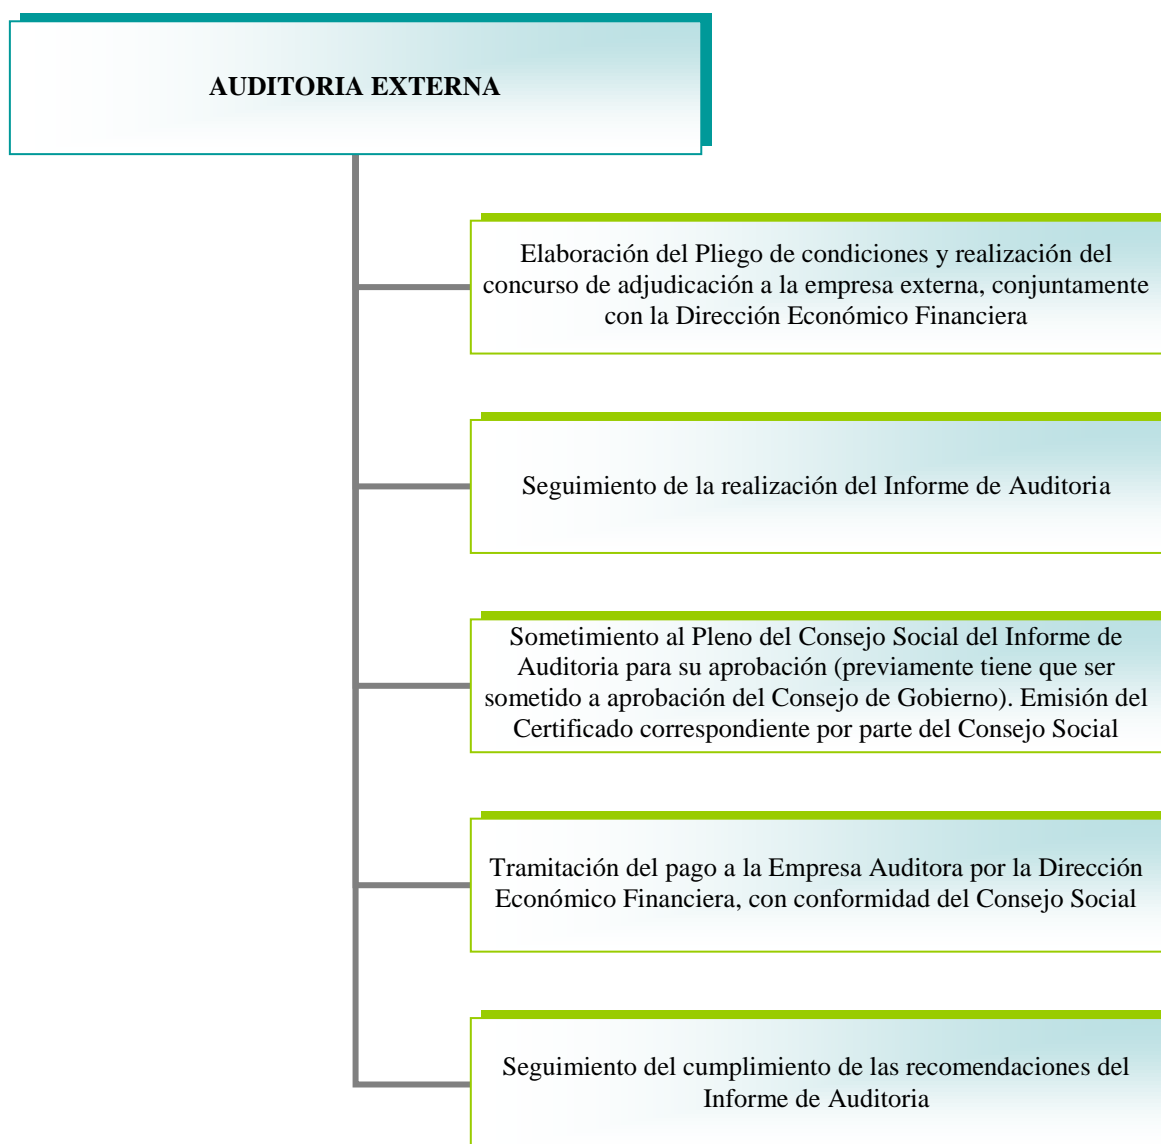 AUDITORIA EXTERNA
Elaboración del Pliego de condiciones y realización del
concurso de adjudicación a la empresa externa, conjuntamente
con la Dirección Económico Financiera
Seguimiento de la realización del Informe de Auditoria
Sometimiento al Pleno del Consejo Social del Informe de
Auditoria para su aprobación (previamente tiene que ser
sometido a aprobación del Consejo de Gobierno). Emisión del
Certificado correspondiente por parte del Consejo Social
Tramitación del pago a la Empresa Auditora por la Dirección
Económico Financiera, con conformidad del Consejo Social
Seguimiento del cumplimiento de las recomendaciones del
Informe de Auditoria